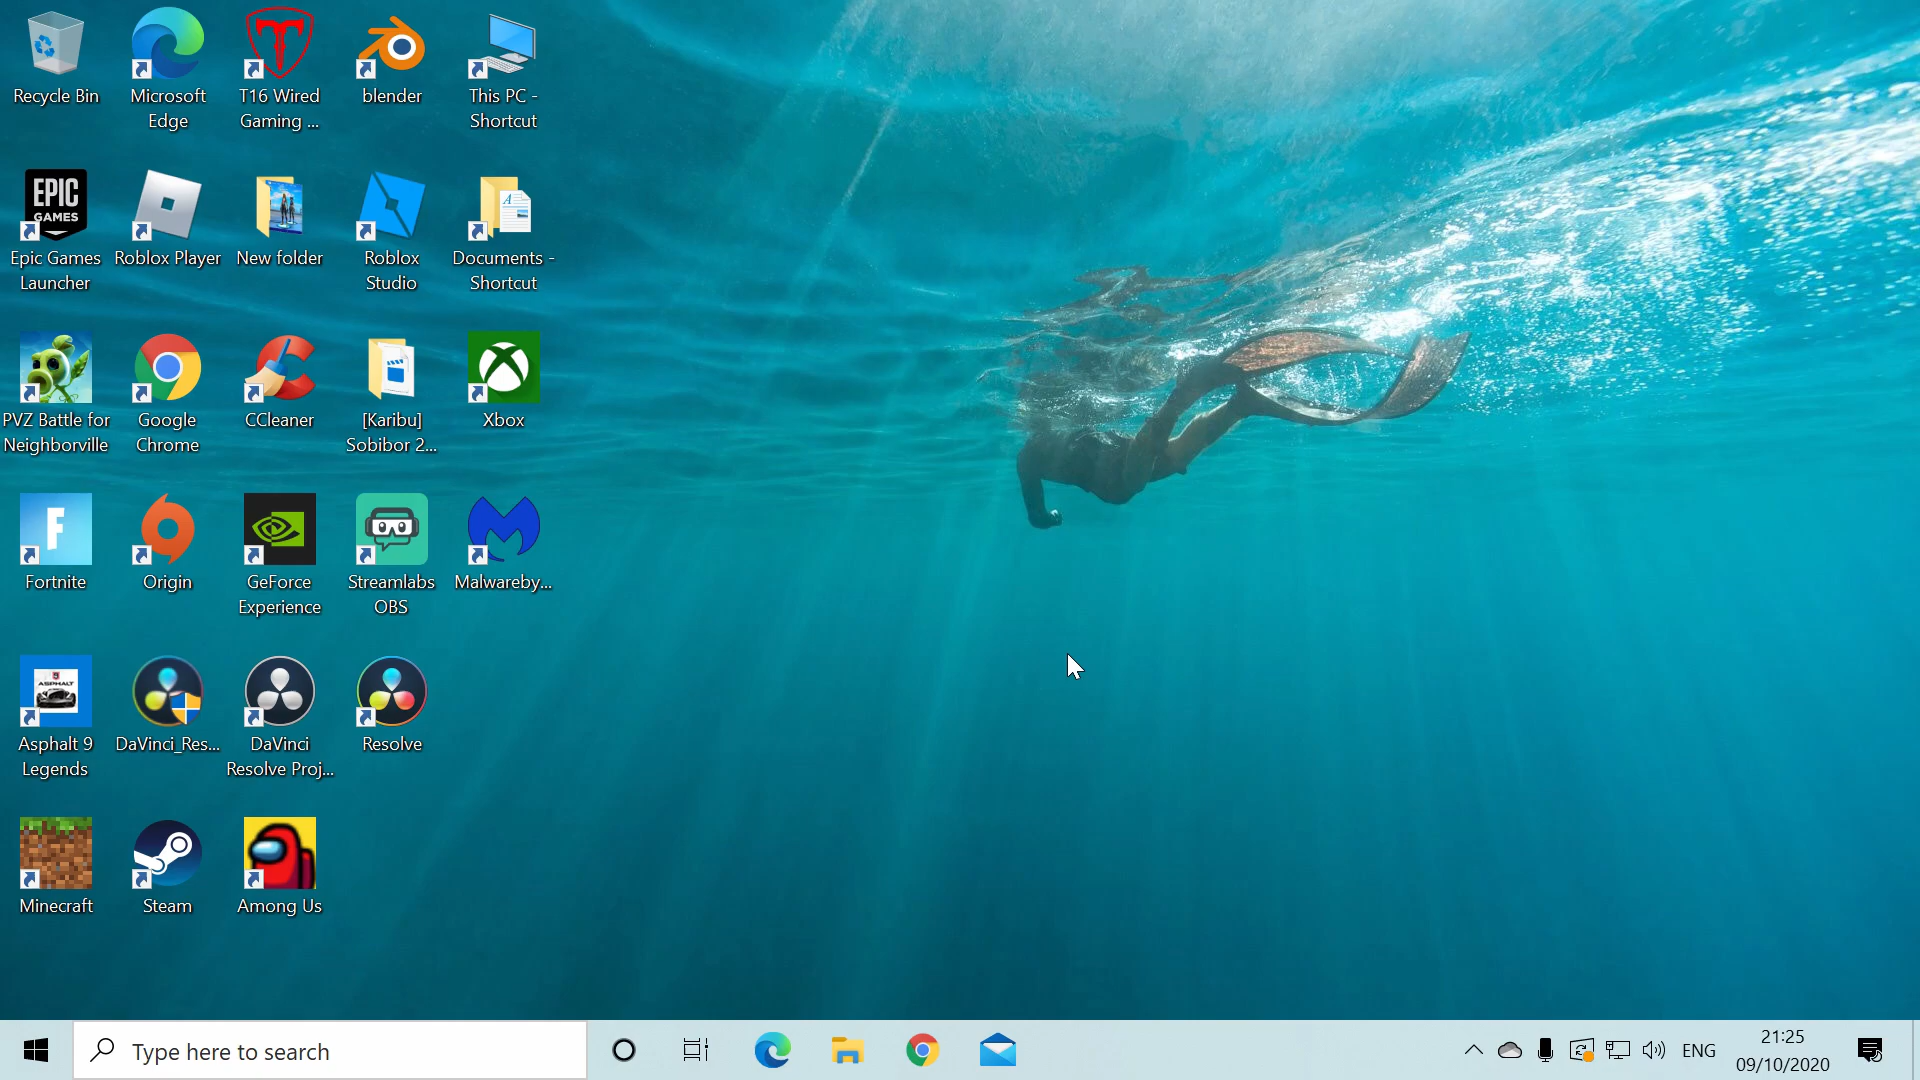 Recycle Bin
Microsoft
Edge
T16 Wired
Gaming ...
blender
This PC -
Shortcut
EPIC
GAMES
Epic Games
Launcher
Roblox Player
New folder
Roblox
Studio
A
Documents -
Shortcut
PVZ Battle for
Neighborville
Google
Chrome
CCleaner
[Karibu]
Sobibor 2...
Xbox
F
Fortnite
Origin
GeForce
Experience
Streamlabs
OBS
Malwareby...
ASPHALT
Asphalt 9
Legends
DaVinci_Res...
DaVinci
Resolve Proj...
Resolve
Minecraft
Steam
Among Us
Type here to search
ENG
21:25
09/10/2020